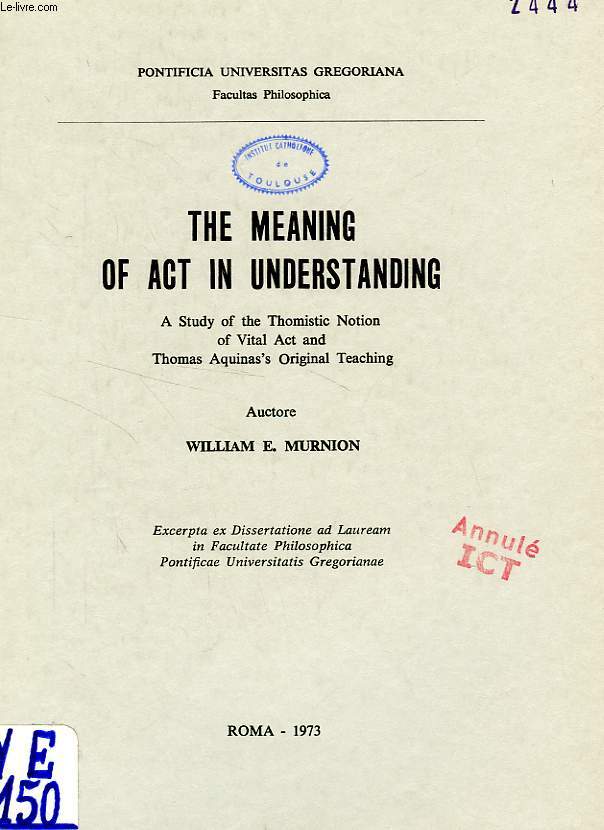 Le-livre.com
2444
PONTIFICIA UNIVERSITAS GREGORIANA
Facultas Philosophica
INSTITUT CATHOLIQUE
de
TOULOUSE
THE MEANING
OF ACT IN UNDERSTANDING
A Study of the Thomistic Notion
of Vital Act and
Thomas Aquinas's Original Teaching
Auctore
WILLIAM E. MURNION
Excerpta ex Dissertatione ad Lauream
in Facultate Philosophica
Pontificae Universitatis Gregorianae
Annulé
ICT
ROMA - 1973
E
150